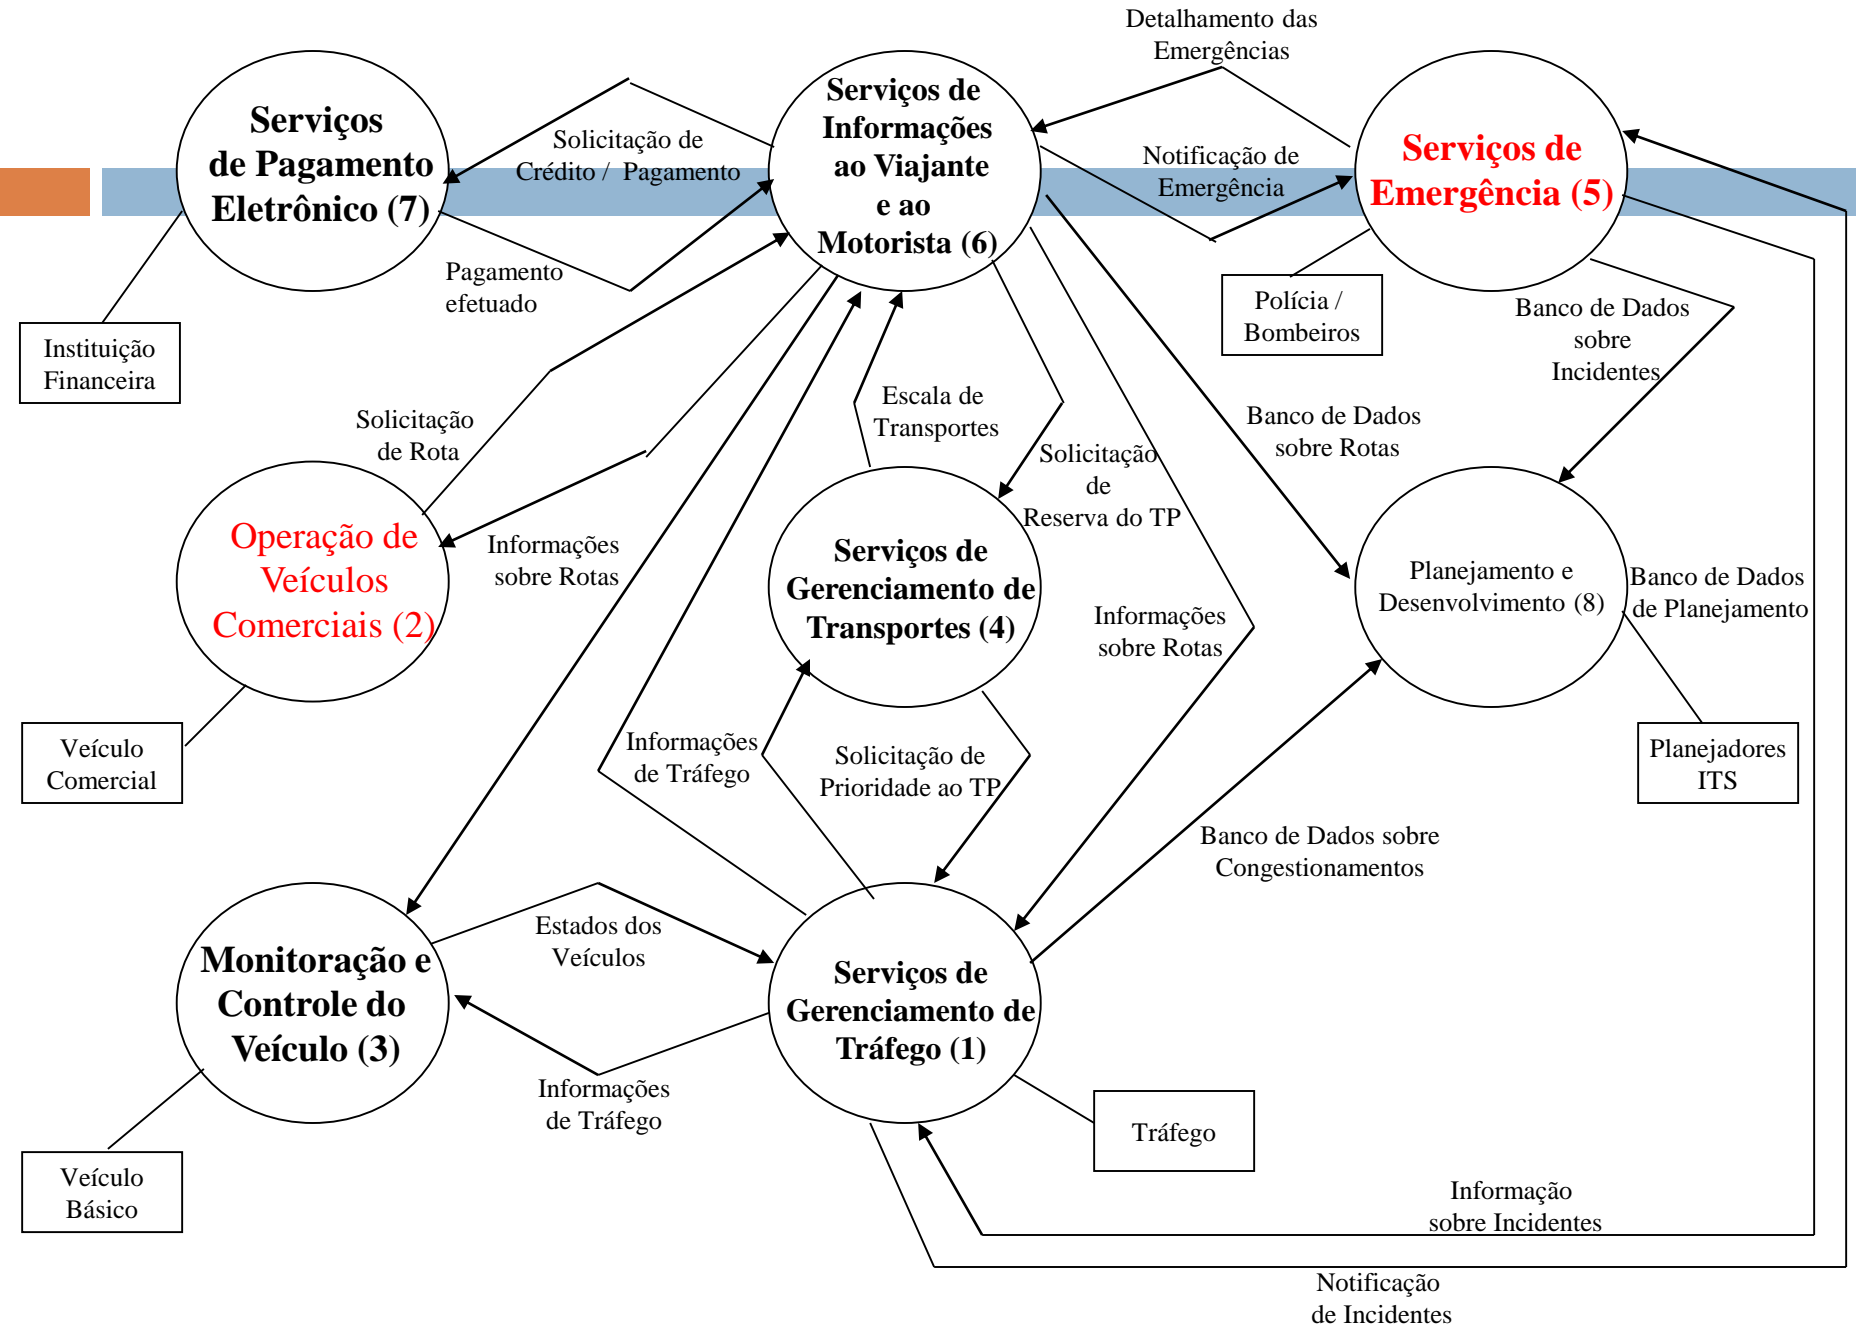 Detalhamento das
Emergências
Serviços
de Pagamento
Eletrônico (7)
Solicitação de
Crédito / Pagamento
Serviços de
Informações
ao Viajante
e ao
Motorista (6)
Notificação de
Emergência
Serviços de
Emergência (5)
Pagamento
efetuado
Instituição
Financeira
Polícia /
Bombeiros
Banco de Dados
sobre
Incidentes
Solicitação
de Rota
Escala de
Transportes
Solicitação
de
Reserva do TP
Banco de Dados
sobre Rotas
Operação de
Veículos
Comerciais (2)
Informações
sobre Rotas
Serviços de
Gerenciamento de
Transportes (4)
Informações
sobre Rotas
Planejamento e
Desenvolvimento (8)
Banco de Dados
de Planejamento
Veículo
Comercial
Informações
de Tráfego
Solicitação de
Prioridade ao TP
Planejadores
ITS
Banco de Dados sobre
Congestionamentos
Estados dos
Veículos
Monitoração e
Controle do
Veículo (3)
Serviços de
Gerenciamento de
Tráfego (1)
Informações
de Tráfego
Tráfego
Veículo
Básico
Informação
sobre Incidentes
Notificação
de Incidentes